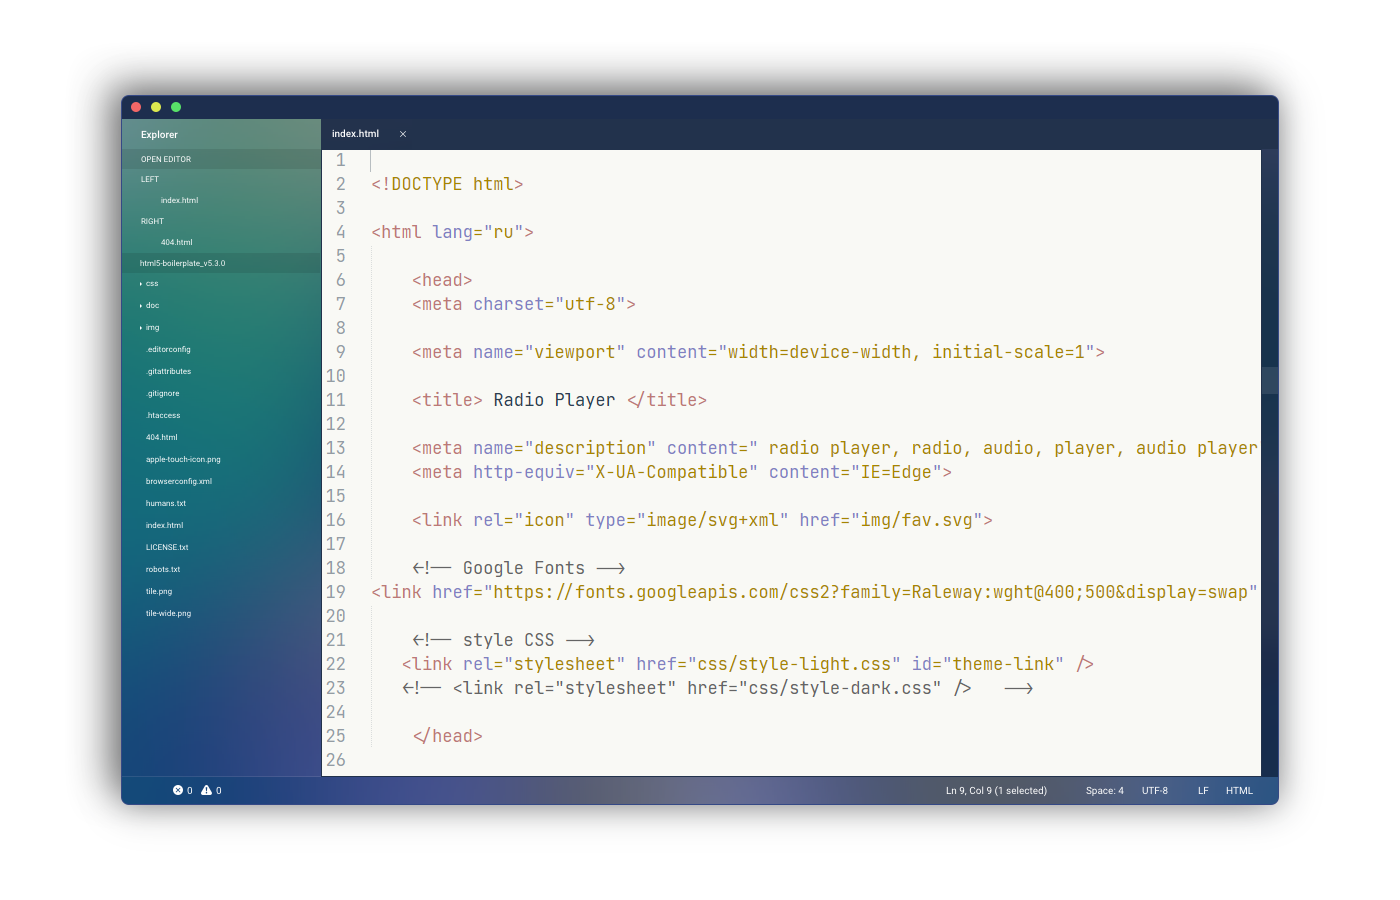 Explorer
OPEN EDITOR
LEFT
index.html
RIGHT
404.html
html5-boilerplate_v5.3.0
css
doc
img
.editorconfig
.gitattributes
.gitignore
.htaccess
404.html
apple-touch-icon.png
browserconfig.xml
humans.txt
index.html
LICENSE.txt
robots.txt
tile.png
tile-wide.png
index.html ×
1
2 <!DOCTYPE html>
3
4 <html lang="ru">
5
6 <head>
7 <meta charset="utf-8">
8
9 <meta name="viewport" content="width=device-width, initial-scale=1">
10
11 <title> Radio Player </title>
12
13 <meta name="description" content=" radio player, radio, audio, player, audio player
14 <meta http-equiv="X-UA-Compatible" content="IE=Edge">
15
16 <link rel="icon" type="image/svg+xml" href="img/fav.svg">
17
18 <!-- Google Fonts -->
19 <link href="https://fonts.googleapis.com/css2?family=Raleway:wght@400;500&display=swap"
20
21 <!-- style CSS -->
22 <link rel="stylesheet" href="css/style-light.css" id="theme-link" />
23 <!-- <link rel="stylesheet" href="css/style-dark.css" /> -->
24
25 </head>
26
0 0 Ln 9, Col 9 (1 selected) Space: 4 UTF-8 LF HTML